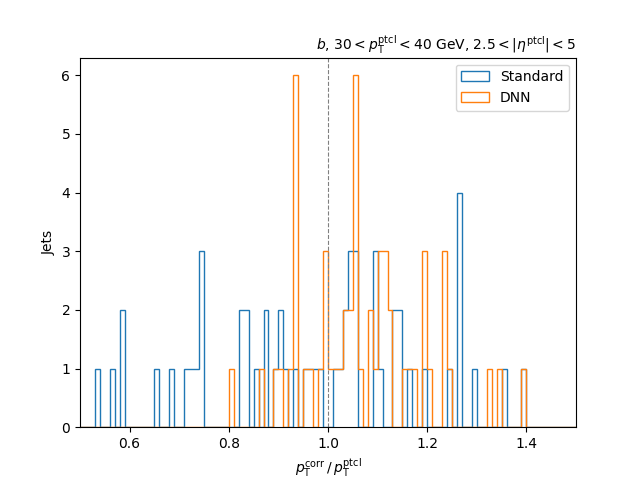 b, 30 < p_T^ptcl < 40 GeV, 2.5 < |η^ptcl| < 5
Standard
DNN
6
5
4
3
2
1
0
Jets
0.6 0.8 1.0 1.2 1.4
p_T^corr / p_T^ptcl